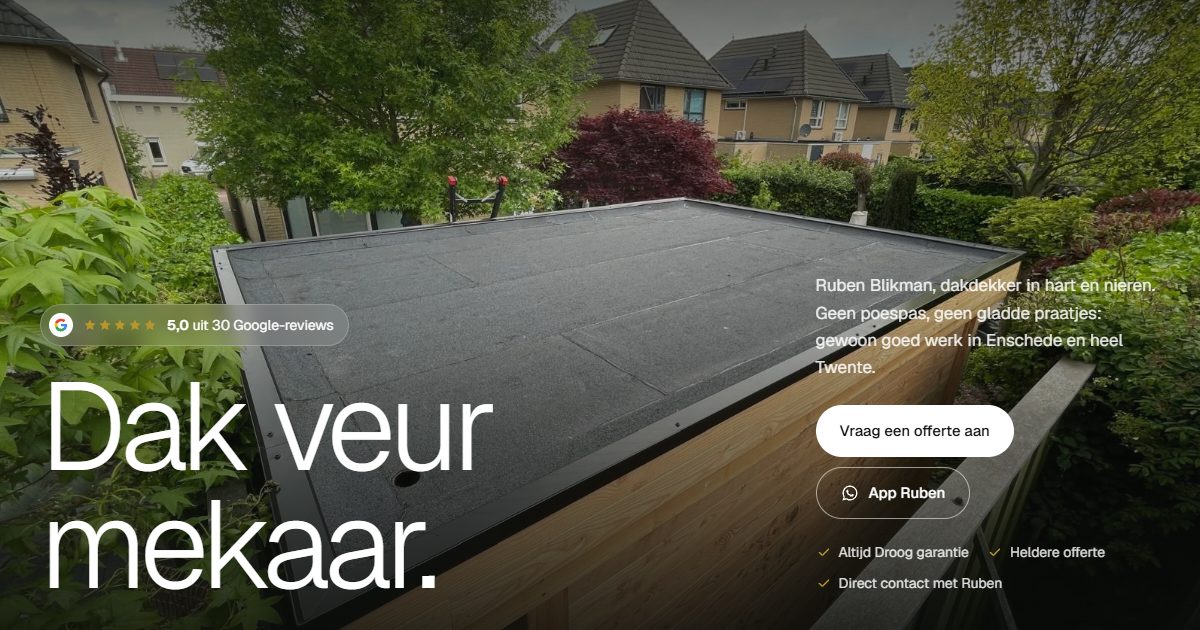 5,0 uit 30 Google-reviews
Dak veur
mekaar.
Ruben Blikman, dakdekker in hart en nieren.
Geen poespas, geen gladde praatjes:
gewoon goed werk in Enschede en heel
Twente.
Vraag een offerte aan
App Ruben
Altijd Droog garantie
Heldere offerte
Direct contact met Ruben